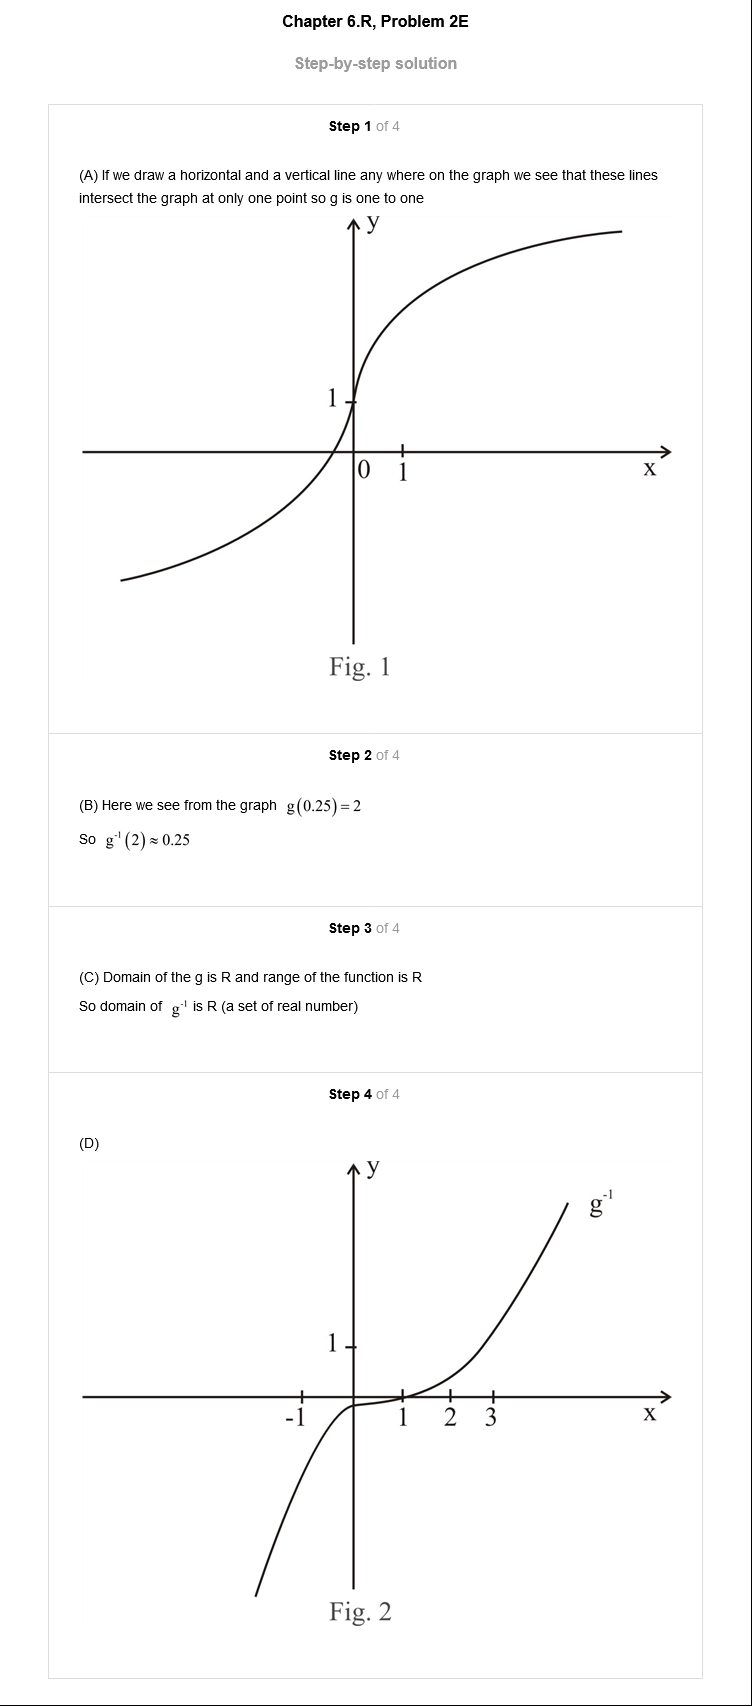 Chapter 6.R, Problem 2E
Step-by-step solution
Step 1 of 4
(A) If we draw a horizontal and a vertical line any where on the graph we see that these lines
intersect the graph at only one point so g is one to one
y
1
0 1 x
Fig. 1
Step 2 of 4
(B) Here we see from the graph g(0.25)=2
So g⁻¹(2)≈0.25
Step 3 of 4
(C) Domain of the g is R and range of the function is R
So domain of g⁻¹ is R (a set of real number)
Step 4 of 4
(D)
y
g⁻¹
1
-1 1 2 3 x
Fig. 2